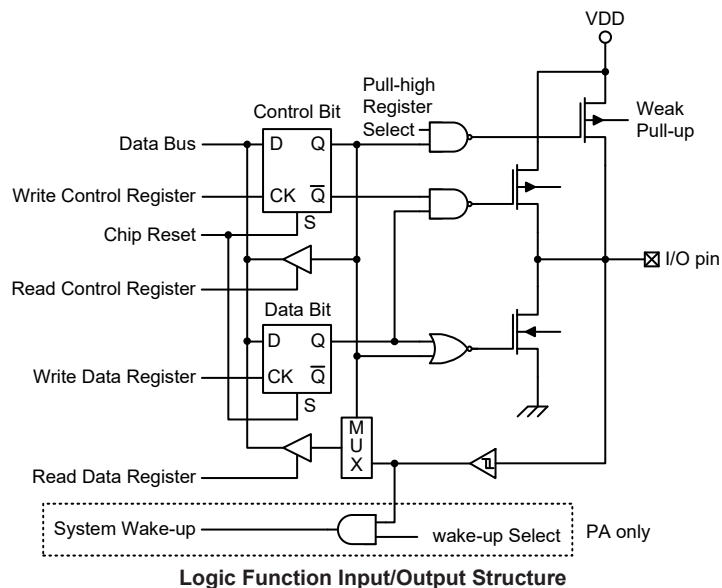 VDD
Pull-high
Register
Select
Control Bit
Weak
Pull-up
Data Bus
D Q
Write Control Register
CK Q̅
Chip Reset
S
I/O pin
Read Control Register
Data Bit
D Q
Write Data Register
CK Q̅
S
M
U
X
Read Data Register
System Wake-up
wake-up Select
PA only
Logic Function Input/Output Structure